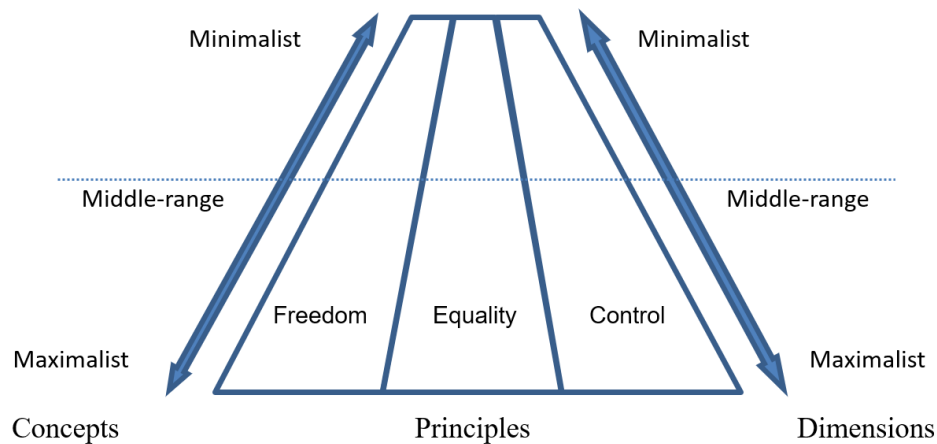 Minimalist Minimalist
Middle-range Middle-range
Freedom Equality Control
Maximalist Maximalist
Concepts Principles Dimensions